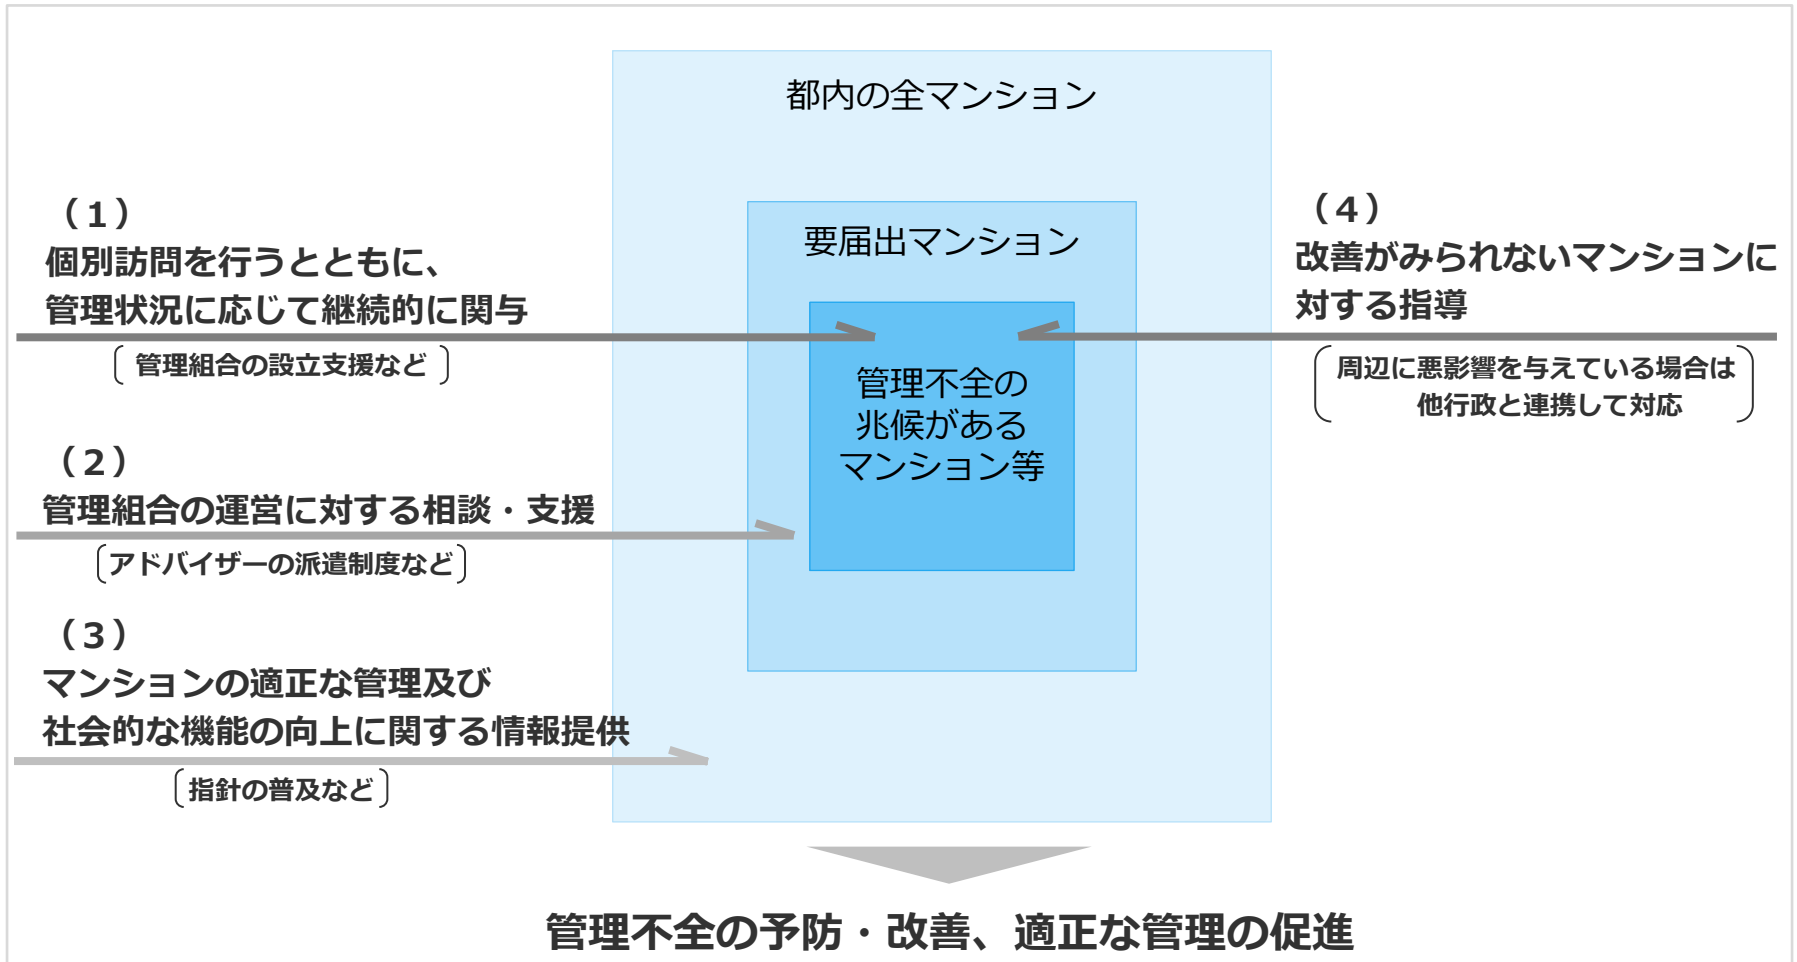 都内の全マンション
要届出マンション
管理不全の
兆候がある
マンション等
（１）
個別訪問を行うとともに、
管理状況に応じて継続的に関与
〔 管理組合の設立支援など 〕
（２）
管理組合の運営に対する相談・支援
〔アドバイザーの派遣制度など〕
（３）
マンションの適正な管理及び
社会的な機能の向上に関する情報提供
〔指針の普及など〕
（４）
改善がみられないマンションに
対する指導
周辺に悪影響を与えている場合は
他行政と連携して対応
管理不全の予防・改善、適正な管理の促進